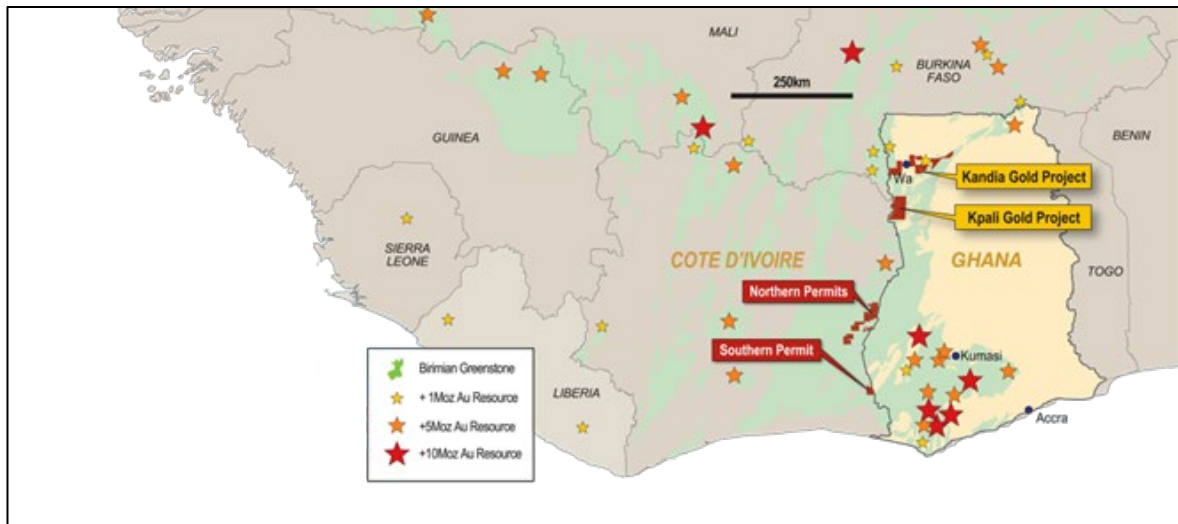 MALI
BURKINA
FASO
250km
GUINEA
BENIN
Wa
Kandia Gold Project
Kpali Gold Project
SIERRA
LEONE
COTE D'IVOIRE
GHANA
TOGO
Northern Permits
Southern Permit
Kumasi
LIBERIA
Accra
Birimian Greenstone
+ 1Moz Au Resource
+5Moz Au Resource
+10Moz Au Resource